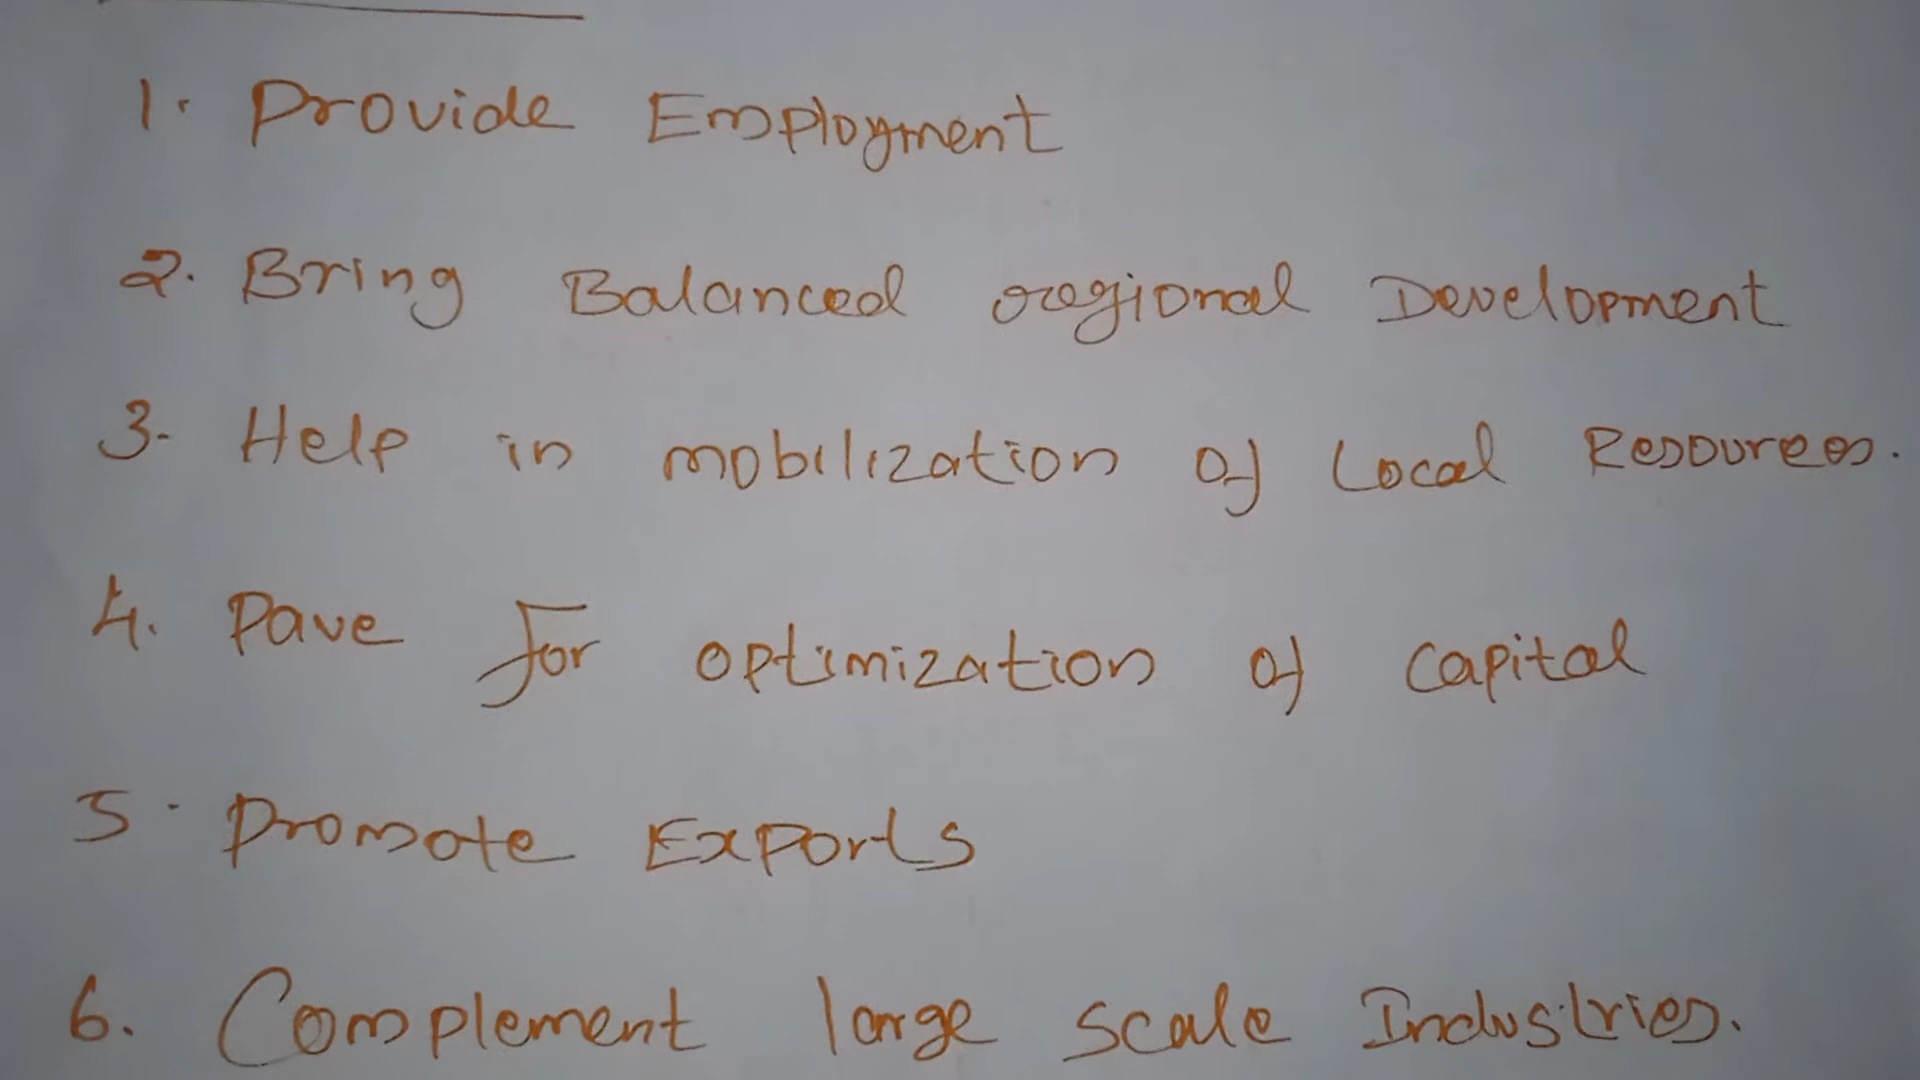 1. Provide Employment
2. Bring Balanced regional Development
3. Help in mobilization of Local Resources.
4. Pave for optimization of capital
5. Promote Exports
6. Complement large scale Industries.